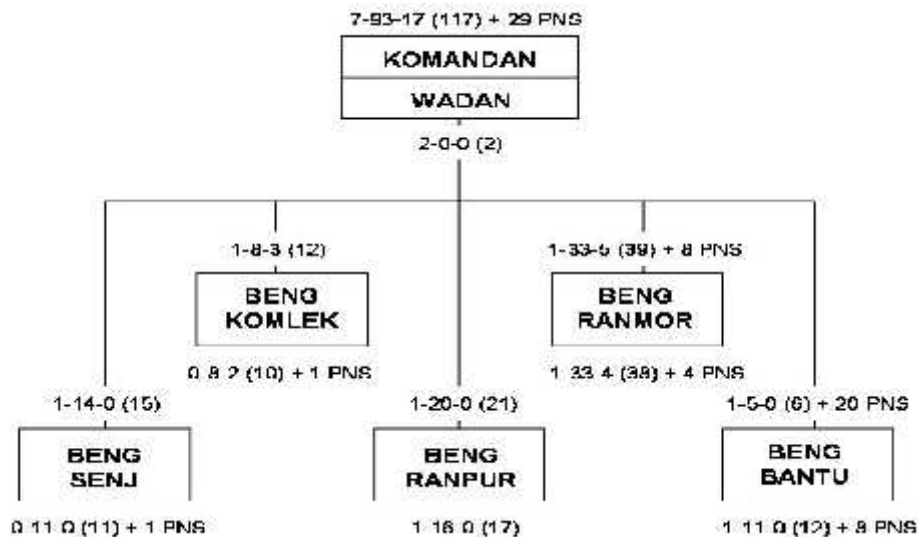 7-93-17 (117) + 29 PNS
KOMANDAN
WADAN
2-0-0 (2)
1-8-3 (12)
BENG
KOMLEK
0-8-2 (10) + 1 PNS
1-33-5 (39) + 8 PNS
BENG
RANMOR
1-33-4 (38) + 4 PNS
1-14-0 (15)
BENG
SENJ
0-11-0 (11) + 1 PNS
1-20-0 (21)
BENG
RANPUR
1-16-0 (17)
1-5-0 (6) + 20 PNS
BENG
BANTU
1-11-0 (12) + 8 PNS